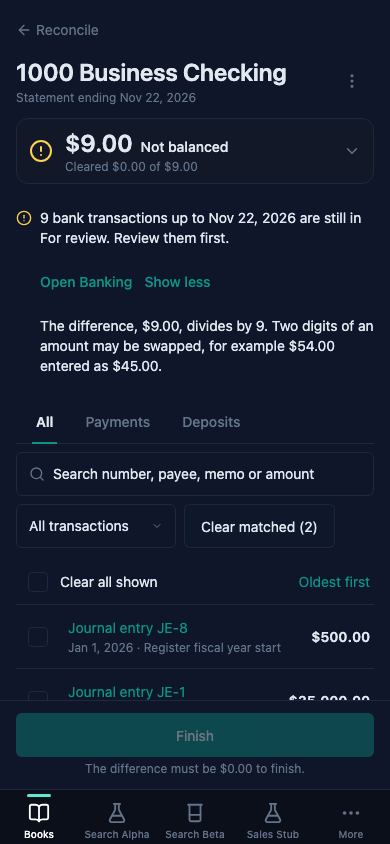 Reconcile
1000 Business Checking
Statement ending Nov 22, 2026
$9.00 Not balanced
Cleared $0.00 of $9.00
9 bank transactions up to Nov 22, 2026 are still in
For review. Review them first.
Open Banking Show less
The difference, $9.00, divides by 9. Two digits of an
amount may be swapped, for example $54.00
entered as $45.00.
All Payments Deposits
Search number, payee, memo or amount
All transactions Clear matched (2)
Clear all shown Oldest first
Journal entry JE-8
$500.00
Jan 1, 2026 · Register fiscal year start
Journal entry JE-1
Finish
The difference must be $0.00 to finish.
Books Search Alpha Search Beta Sales Stub More